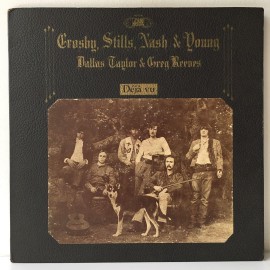 Crosby, Stills, Nash & Young
Dallas Taylor & Greg Reeves
Déjà vu